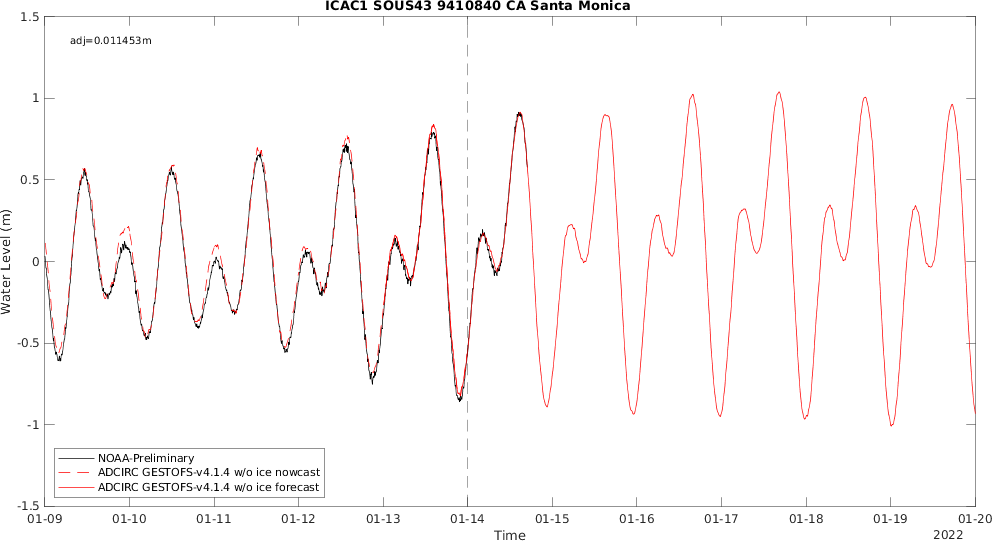 ICAC1 SOUS43 9410840 CA Santa Monica
adj=0.011453m
1.5
1
0.5
0
-0.5
-1
-1.5
Water Level (m)
NOAA-Preliminary
ADCIRC GESTOFS-v4.1.4 w/o ice nowcast
ADCIRC GESTOFS-v4.1.4 w/o ice forecast
01-09 01-10 01-11 01-12 01-13 01-14 01-15 01-16 01-17 01-18 01-19 01-20
Time
2022